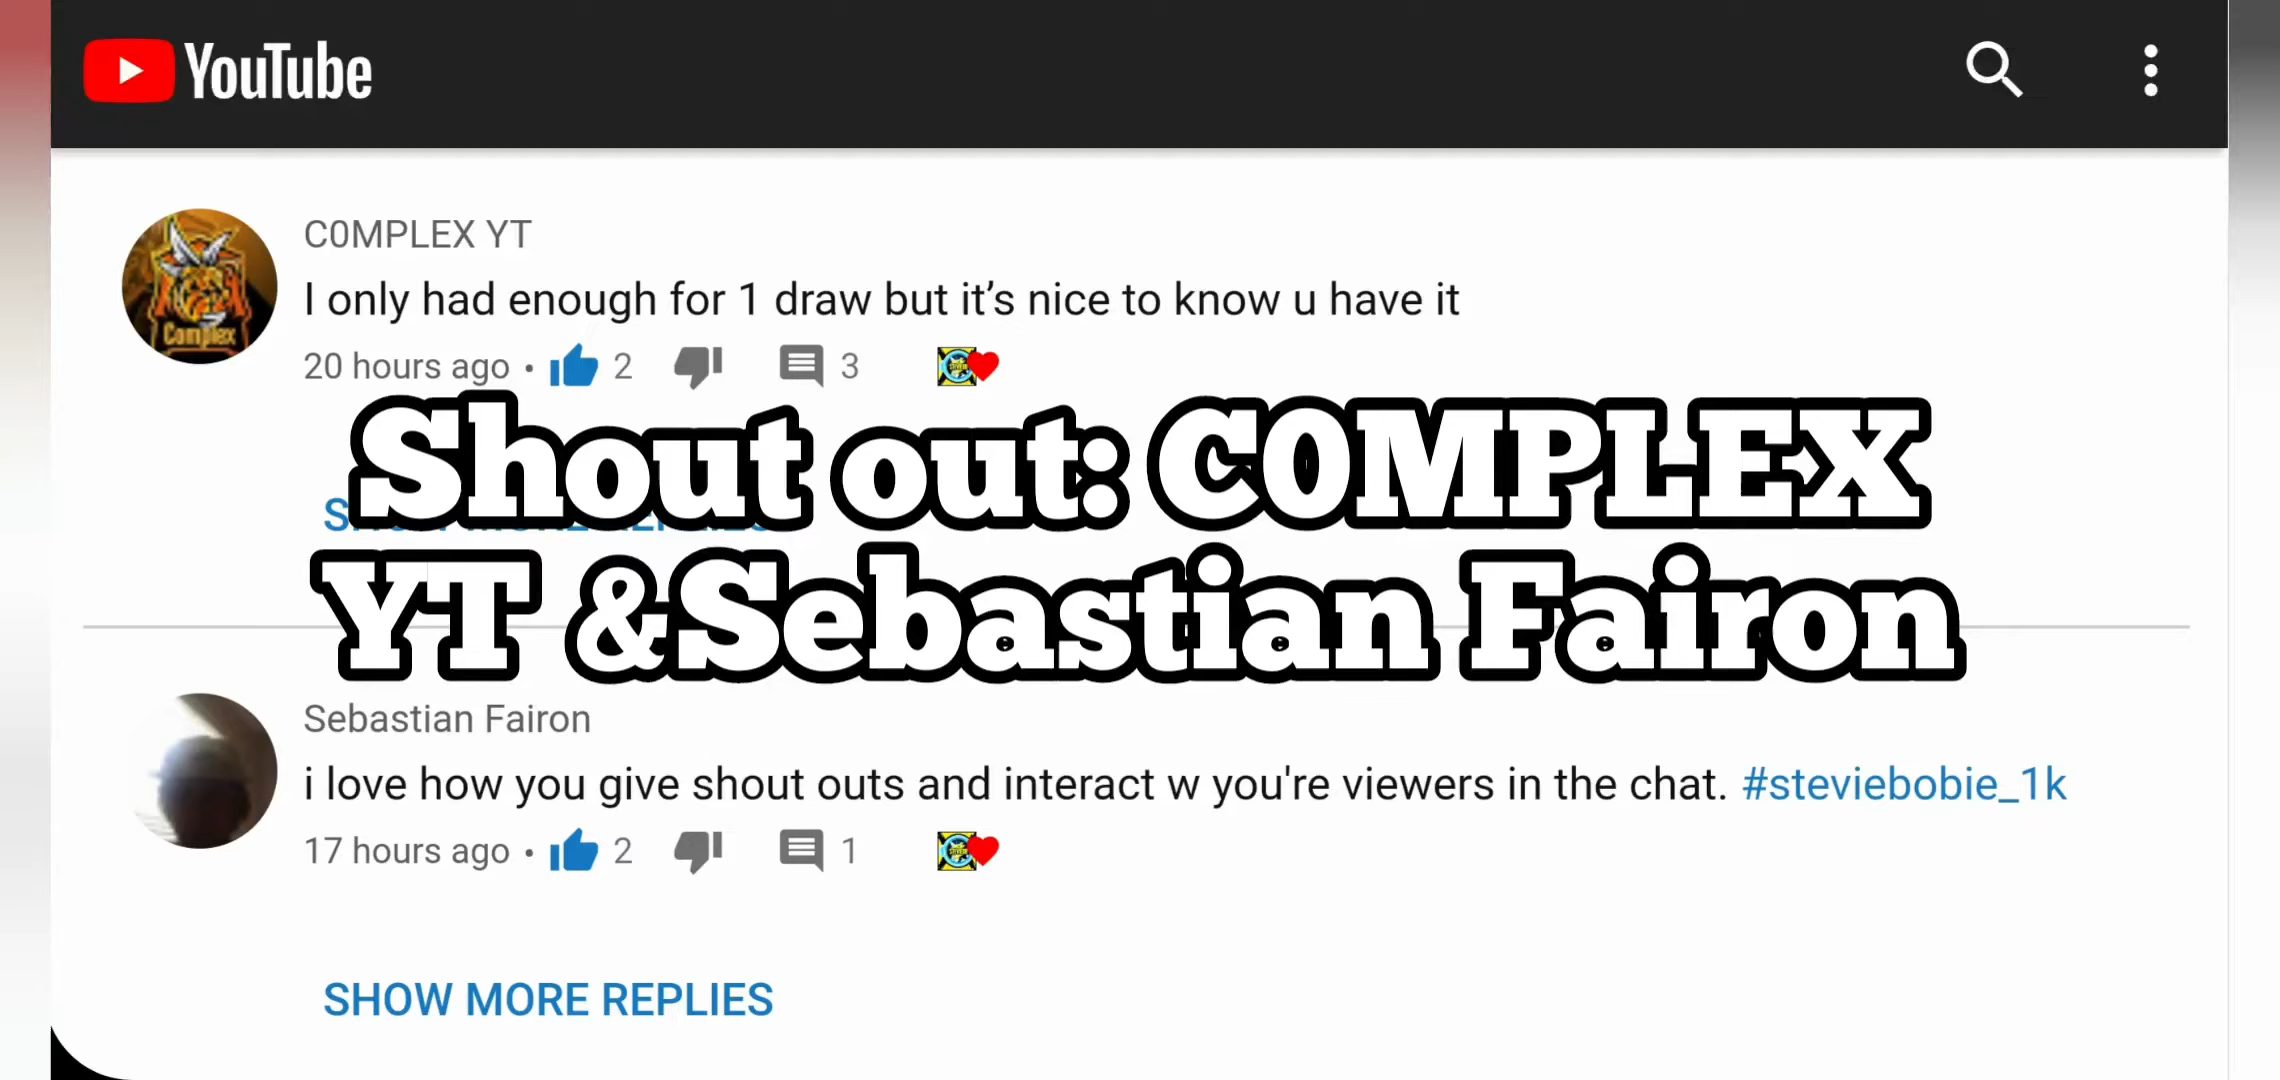 YouTube
C0MPLEX YT
I only had enough for 1 draw but it's nice to know u have it
Complex
20 hours ago • 2 3
Shout out: C0MPLEX
YT &Sebastian Fairon
Sebastian Fairon
i love how you give shout outs and interact w you're viewers in the chat. #steviebobie_1k
17 hours ago • 2 1
SHOW MORE REPLIES